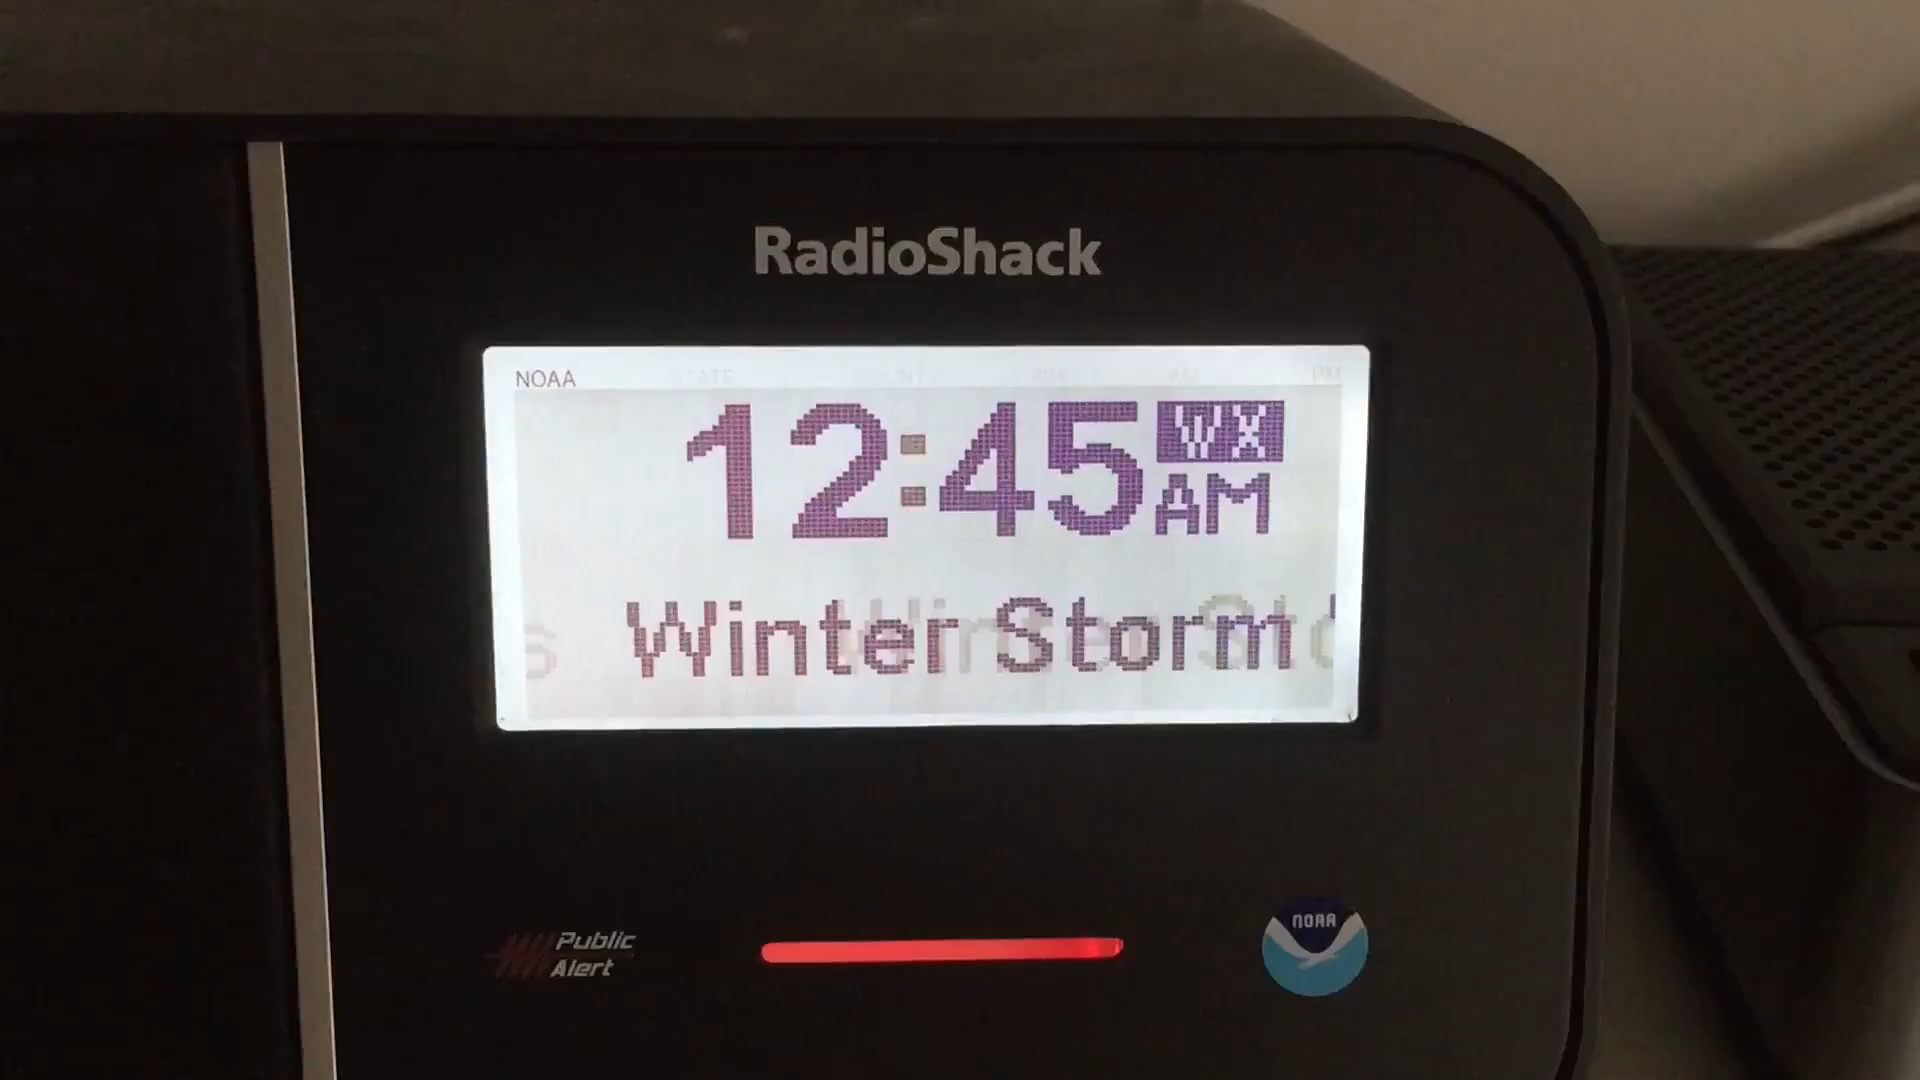 RadioShack
NOAA
12:45 WX AM
Winter Storm
Public Alert
NOAA